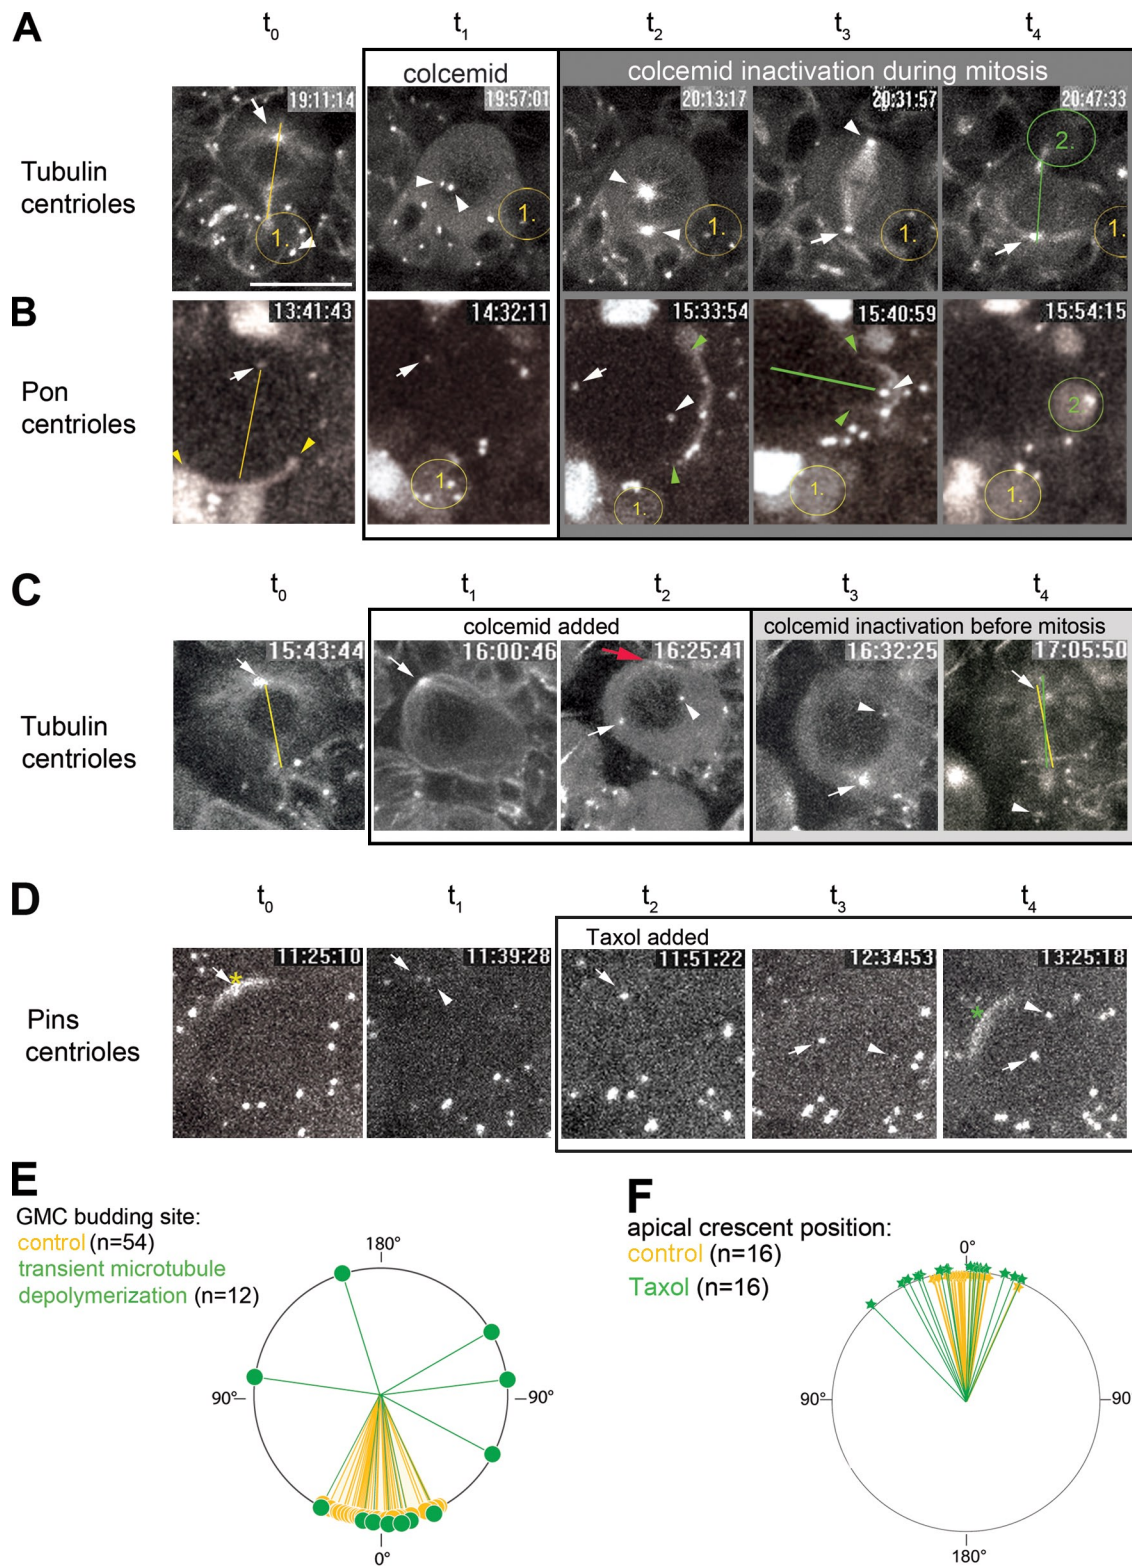 A
t0 t1 t2 t3 t4
colcemid
colcemid inactivation during mitosis
Tubulin
centrioles
19:11:14 19:57:01 20:13:17 20:31:57 20:47:33
1. 1. 1. 1. 2. 1.
B
Pon
centrioles
13:41:43 14:32:11 15:33:54 15:40:59 15:54:15
1. 1. 1. 2 1.
C
t0 t1 t2 t3 t4
colcemid added
colcemid inactivation before mitosis
Tubulin
centrioles
15:43:44 16:00:46 16:25:41 16:32:25 17:05:50
D
t0 t1 t2 t3 t4
Taxol added
Pins
centrioles
11:25:10 11:39:28 11:51:22 12:34:53 13:25:18
*
*
E
GMC budding site:
control (n=54)
transient microtubule
depolymerization (n=12)
180°
90°
-90°
0°
F
apical crescent position:
control (n=16)
Taxol (n=16)
0°
90°
-90
180°